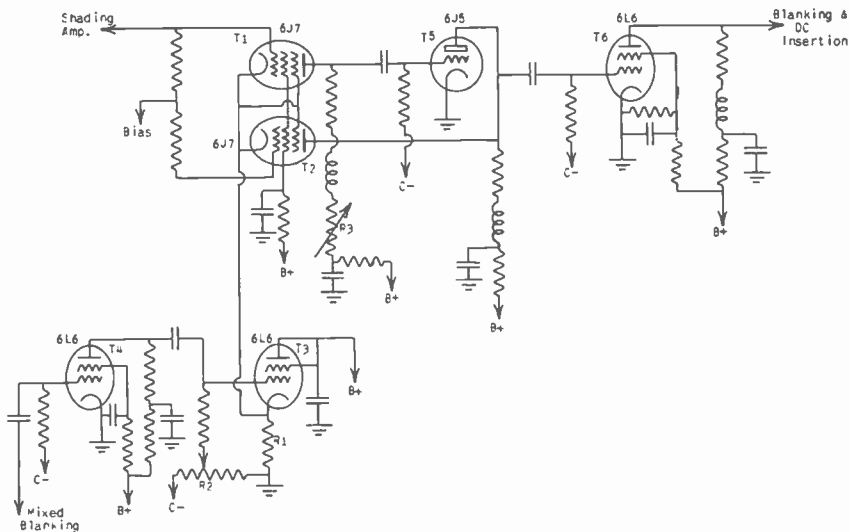 Shading
Amp.
T1
6J7
6J5
T5
6L6
T6
Blanking &
DC
Insertion
Bias
6J7
T2
C-
C-
R3
B+
B+
B+
B+
6L6
T4
6L6
T3
B+
R1
C-
R2
C-
B+
Mixed
Blanking